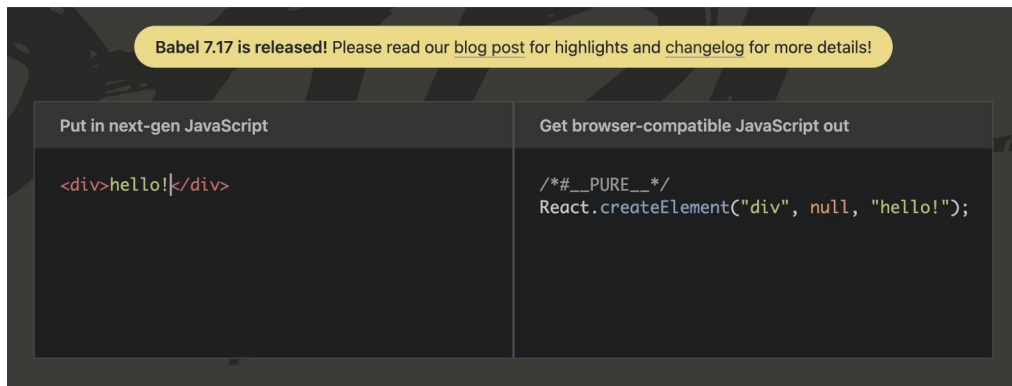 Babel 7.17 is released! Please read our blog post for highlights and changelog for more details!
Put in next-gen JavaScript
<div>hello!</div>
Get browser-compatible JavaScript out
/*#__PURE__*/
React.createElement("div", null, "hello!");